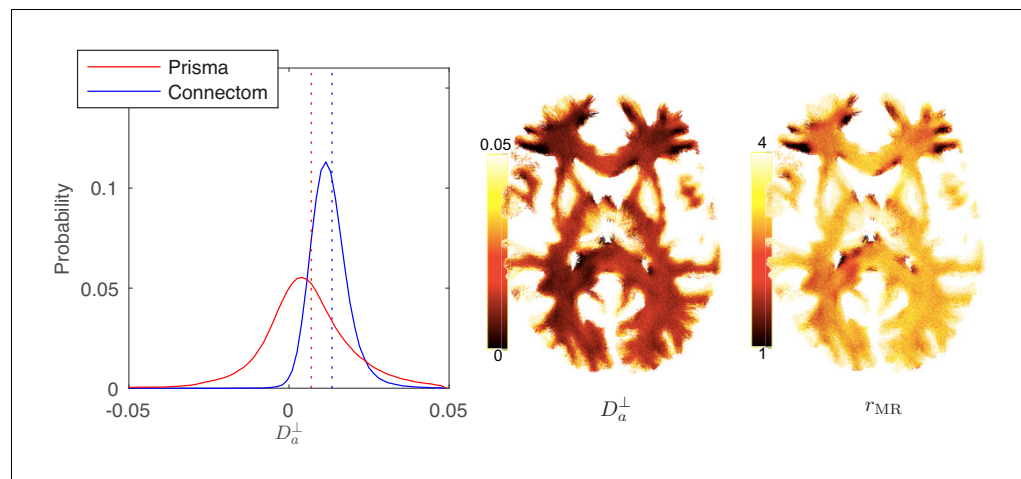 Prisma
Connectom
Probability
0.1
0.05
0
-0.05
0
0.05
D_a^⊥
0.05
0
D_a^⊥
4
1
r_MR